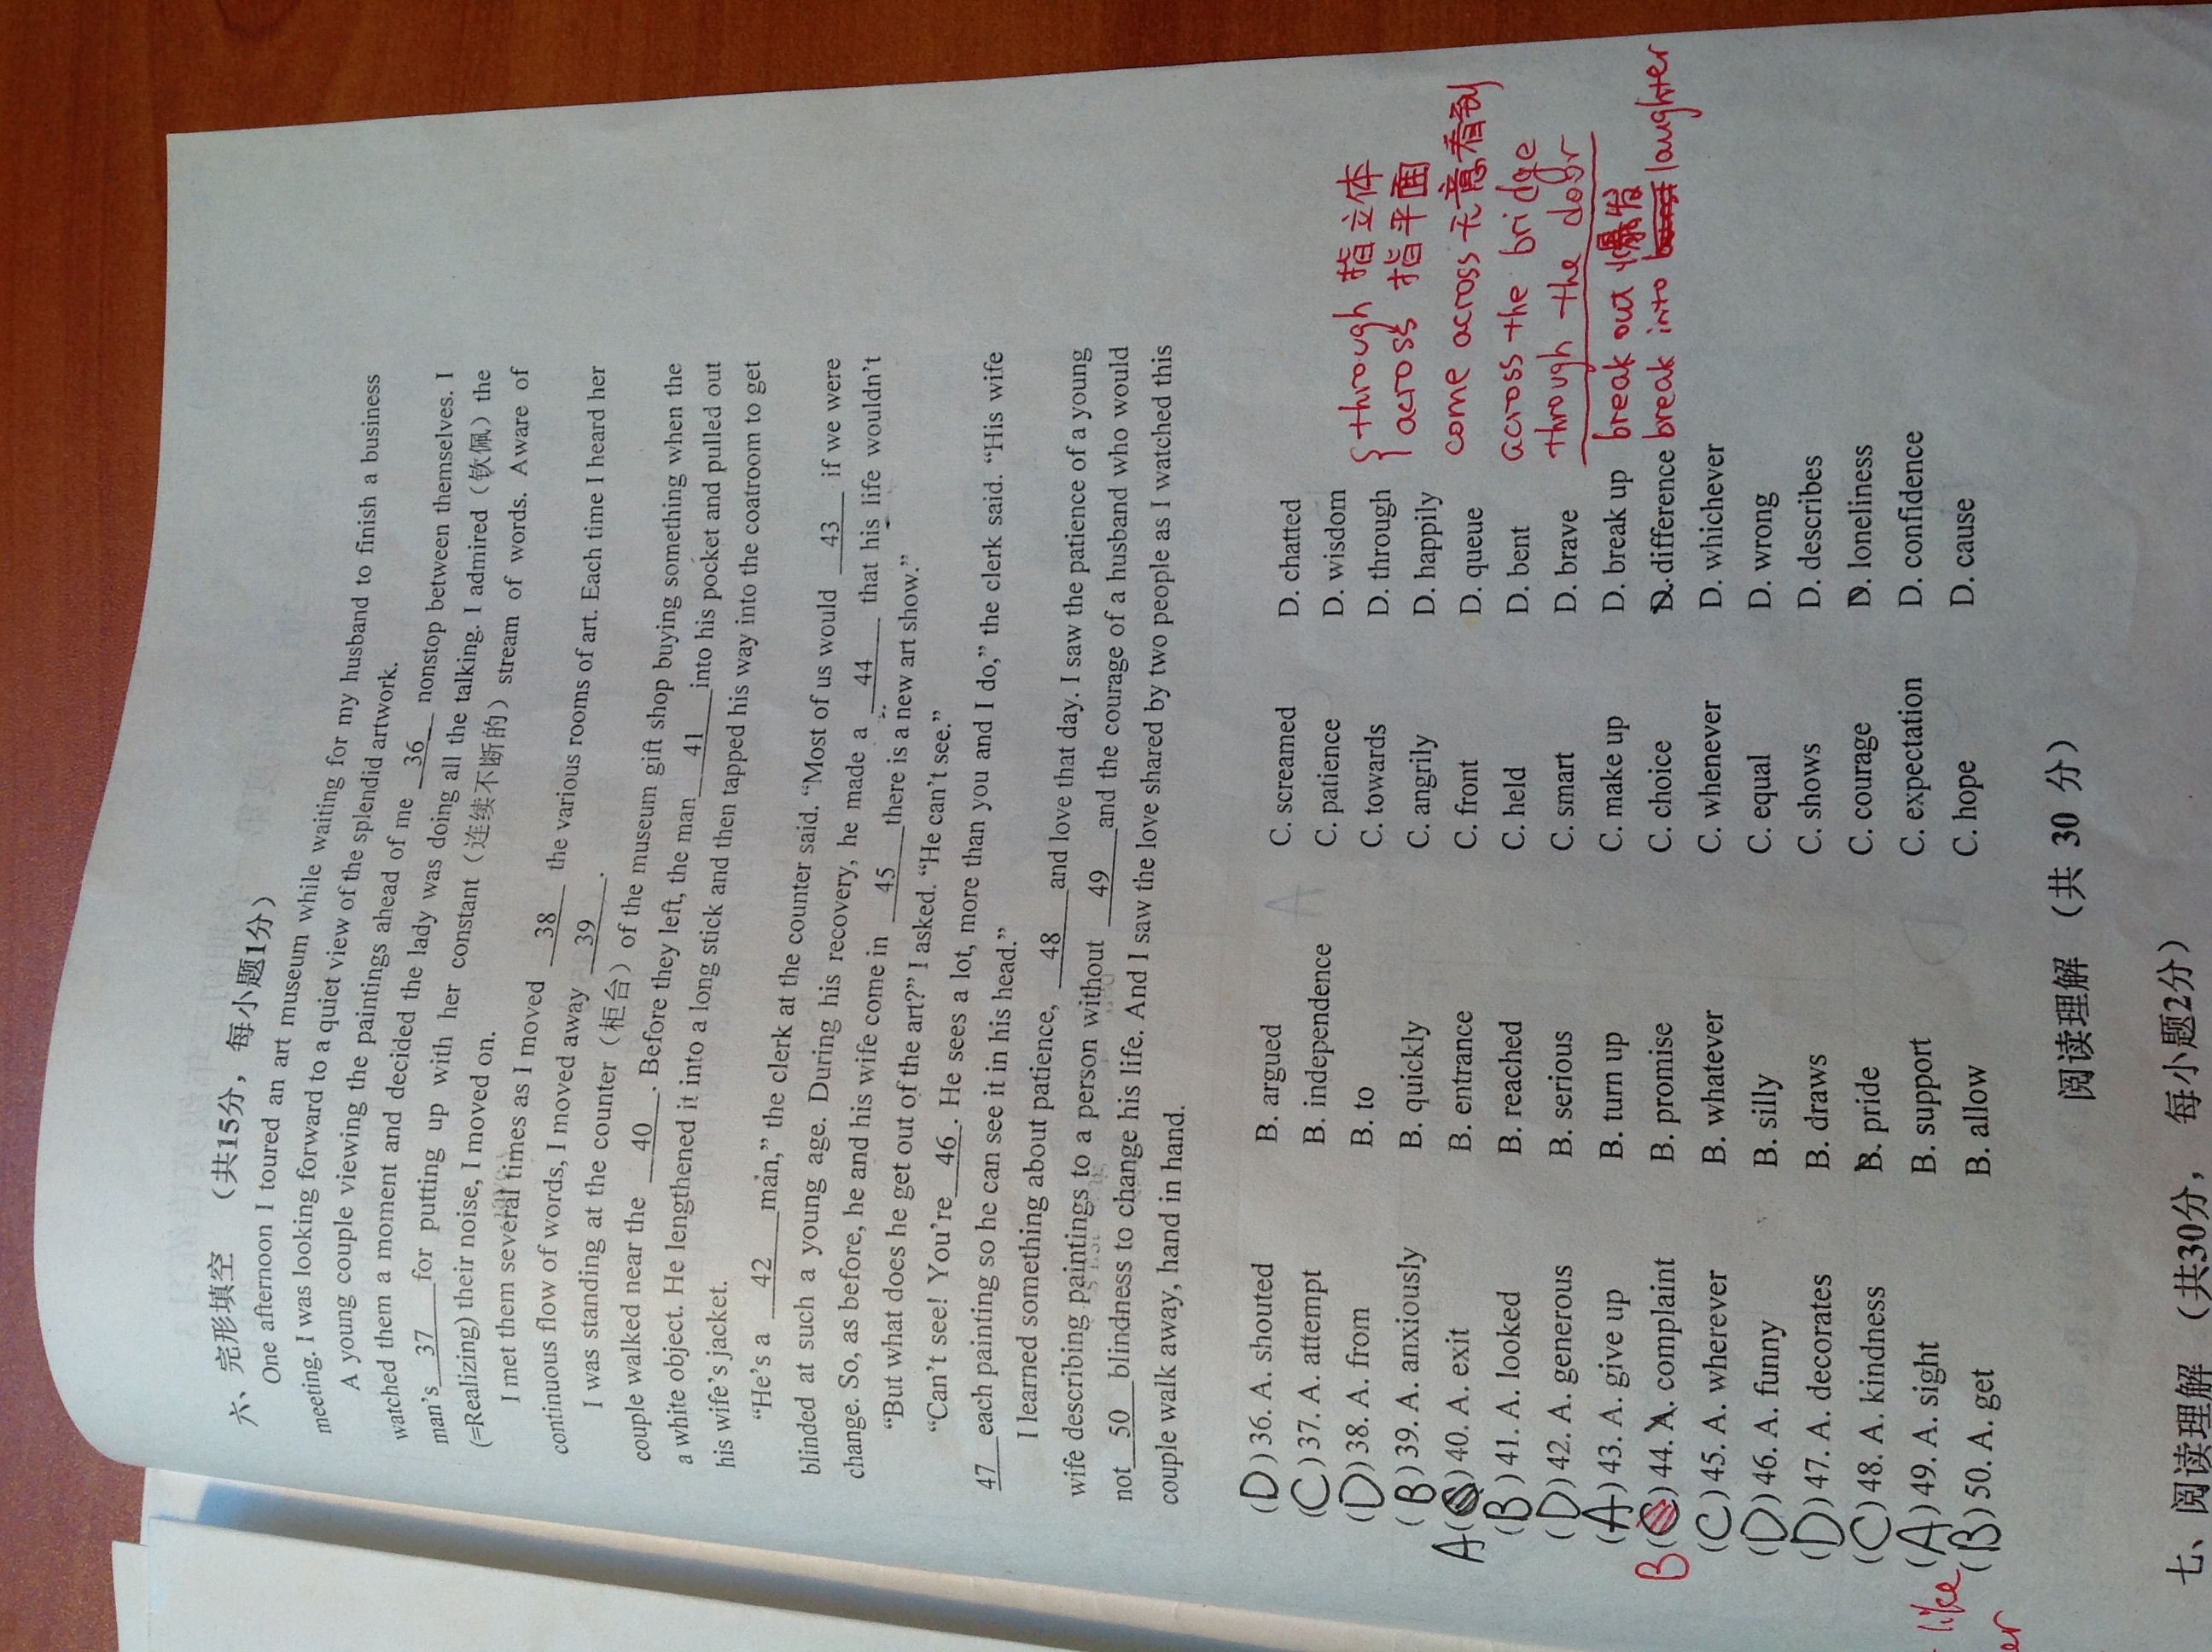 六、完形填空 （共15分，每小题1分）
One afternoon I toured an art museum while waiting for my husband to finish a business
meeting. I was looking forward to a quiet view of the splendid artwork.
A young couple viewing the paintings ahead of me 36 nonstop between themselves. I
watched them a moment and decided the lady was doing all the talking. I admired（钦佩）the
man's 37 for putting up with her constant（连续不断的）stream of words. Aware of
(=Realizing) their noise, I moved on.
I met them several times as I moved 38 the various rooms of art. Each time I heard her
continuous flow of words, I moved away 39 .
I was standing at the counter（柜台）of the museum gift shop buying something when the
couple walked near the 40 . Before they left, the man 41 into his pocket and pulled out
a white object. He lengthened it into a long stick and then tapped his way into the coatroom to get
his wife's jacket.
“He's a 42 man,” the clerk at the counter said. “Most of us would 43 if we were
blinded at such a young age. During his recovery, he made a 44 that his life wouldn't
change. So, as before, he and his wife come in 45 there is a new art show.”
“But what does he get out of the art?” I asked. “He can't see.”
“Can't see! You're 46 . He sees a lot, more than you and I do,” the clerk said. “His wife
47 each painting so he can see it in his head.”
I learned something about patience, 48 and love that day. I saw the patience of a young
wife describing paintings to a person without 49 and the courage of a husband who would
not 50 blindness to change his life. And I saw the love shared by two people as I watched this
couple walk away, hand in hand.
(D) 36. A. shouted B. argued C. screamed D. chatted
(C) 37. A. attempt B. independence C. patience D. wisdom
(D) 38. A. from B. to C. towards D. through through 指立体
across 指平面
(B) 39. A. anxiously B. quickly C. angrily D. happily
A ( ) 40. A. exit B. entrance C. front D. queue come across 无意看到
(B) 41. A. looked B. reached C. held D. bent across the bridge
(D) 42. A. generous B. serious C. smart D. brave through the door
(A) 43. A. give up B. turn up C. make up D. break up break out 爆发
B (C) 44. A. complaint B. promise C. choice D. difference break into laughter
(C) 45. A. wherever B. whatever C. whenever D. whichever
(D) 46. A. funny B. silly C. equal D. wrong
(D) 47. A. decorates B. draws C. shows D. describes
(C) 48. A. kindness B. pride C. courage D. loneliness
like (A) 49. A. sight B. support C. expectation D. confidence
er (B) 50. A. get B. allow C. hope D. cause
阅读理解 （共 30 分）
七、阅读理解 （共30分， 每小题2分）